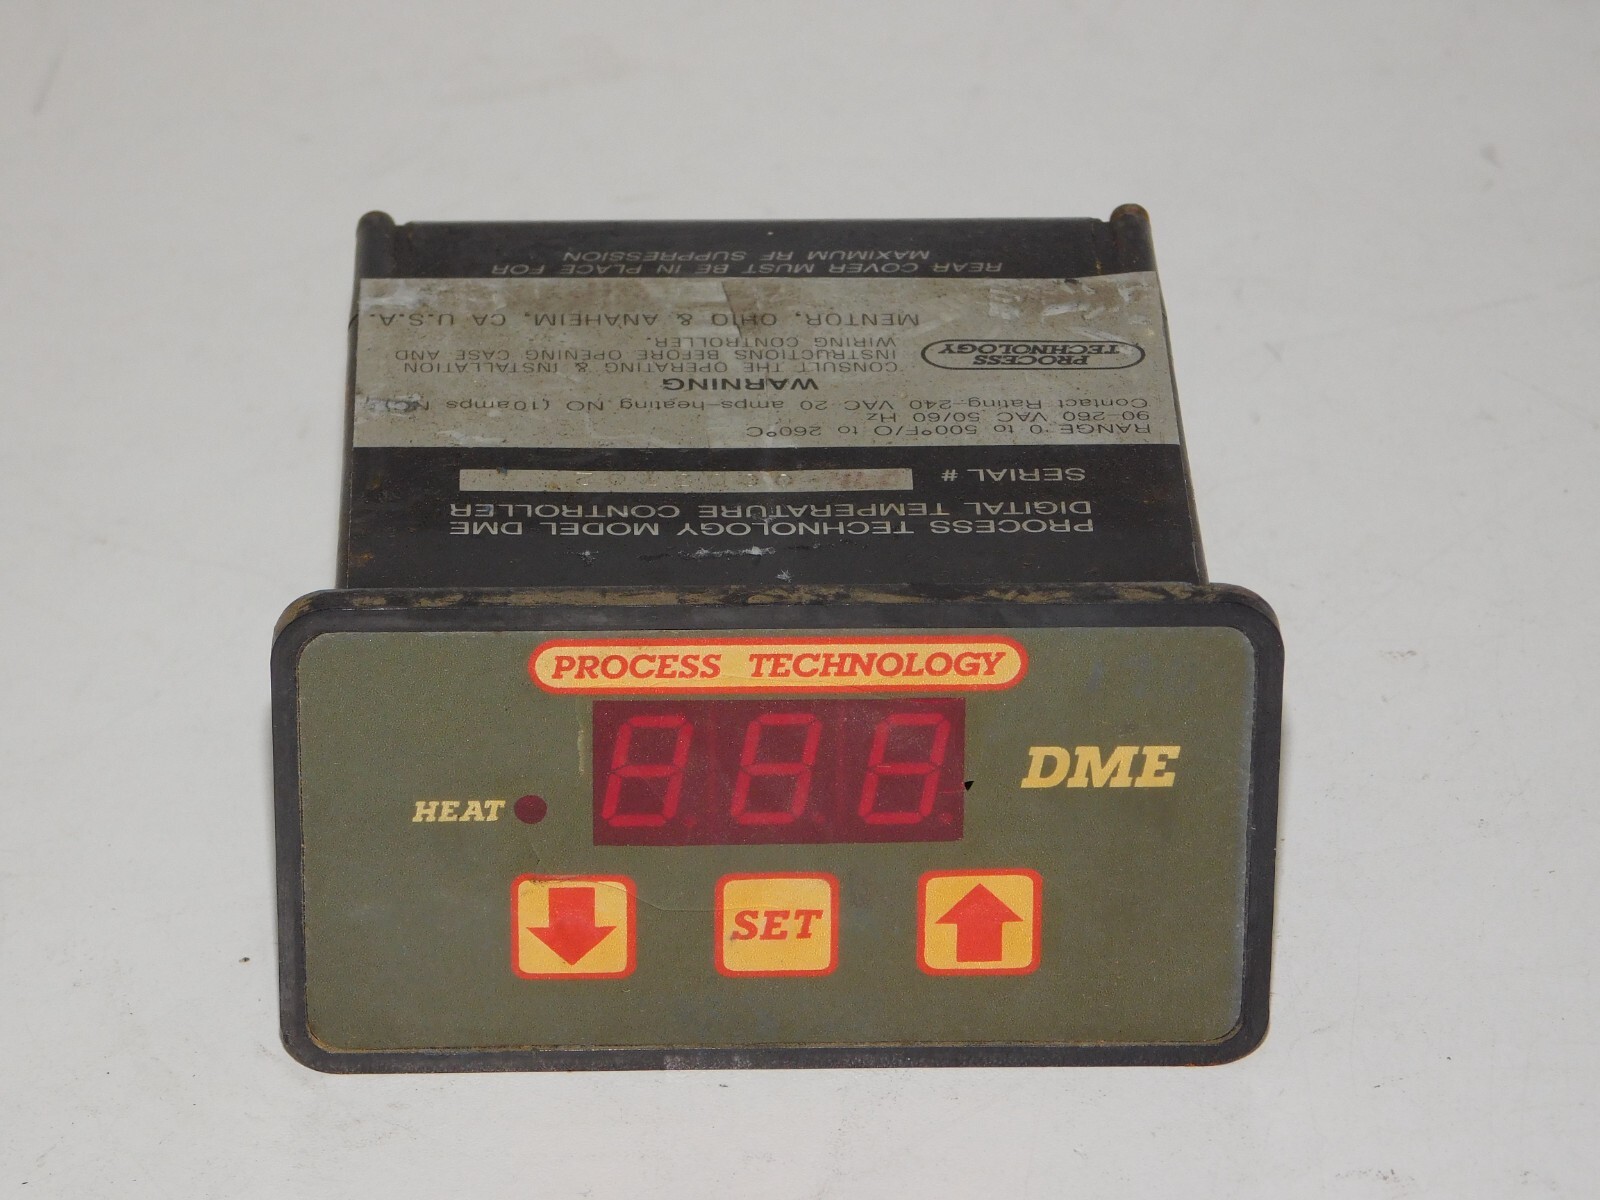 PROCESS TECHNOLOGY
DME
HEAT
SET
PROCESS TECHNOLOGY MODEL DME
DIGITAL TEMPERATURE CONTROLLER
SERIAL #
RANGE 0 to 500°F/0 to 260°C
90-260 VAC 50/60 Hz
Contact Rating-240 VAC-20 amps-heating NO (10amps
WARNING
PROCESS
TECHNOLOGY
CONSULT THE OPERATING & INSTALLATION
INSTRUCTIONS BEFORE OPENING CASE AND
WIRING CONTROLLER.
MENTOR, OHIO & ANAHEIM, CA U.S.A.
REAR COVER MUST BE IN PLACE FOR
MAXIMUM RF SUPPRESSION